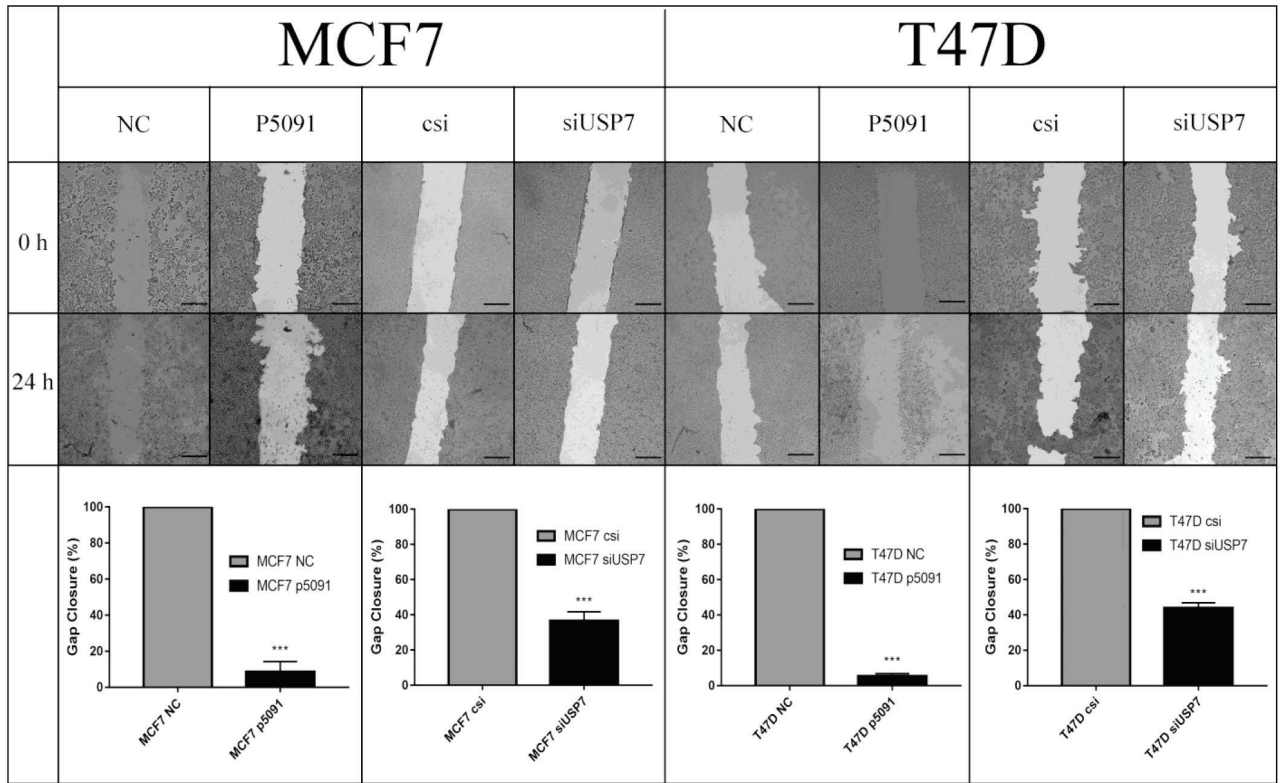 MCF7 T47D
NC P5091 csi siUSP7 NC P5091 csi siUSP7
0 h
24 h
Gap Closure (%)
100
80
60
40
20
0
MCF7 NC
MCF7 p5091
***
MCF7 NC
MCF7 p5091
Gap Closure (%)
100
80
60
40
20
0
MCF7 csi
MCF7 siUSP7
***
MCF7 csi
MCF7 siUSP7
Gap Closure (%)
100
80
60
40
20
0
T47D NC
T47D p5091
***
T47D NC
T47D p5091
Gap Closure (%)
100
80
60
40
20
0
T47D csi
T47D siUSP7
***
T47D csi
T47D siUSP7